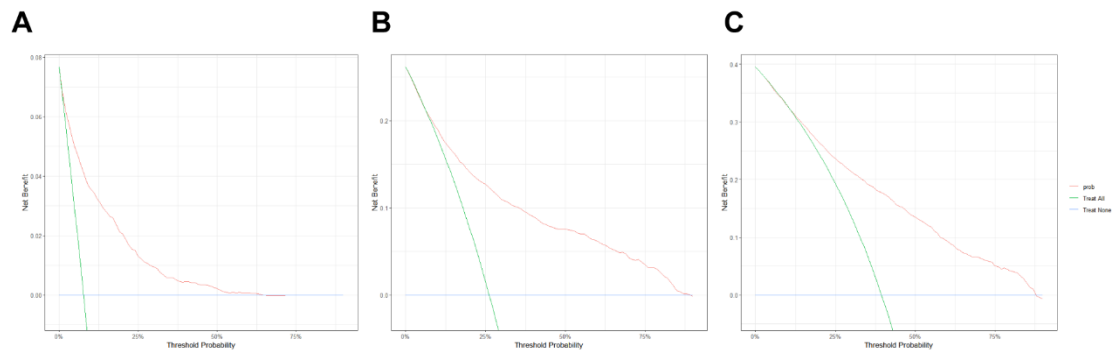 A
B
C
0.08
0.06
0.04
0.02
0.00
Net Benefit
0% 25% 50% 75%
Threshold Probability
0.2
0.1
0.0
Net Benefit
0% 25% 50% 75%
Threshold Probability
0.4
0.3
0.2
0.1
0.0
Net Benefit
0% 25% 50% 75%
Threshold Probability
prob
Treat All
Treat None